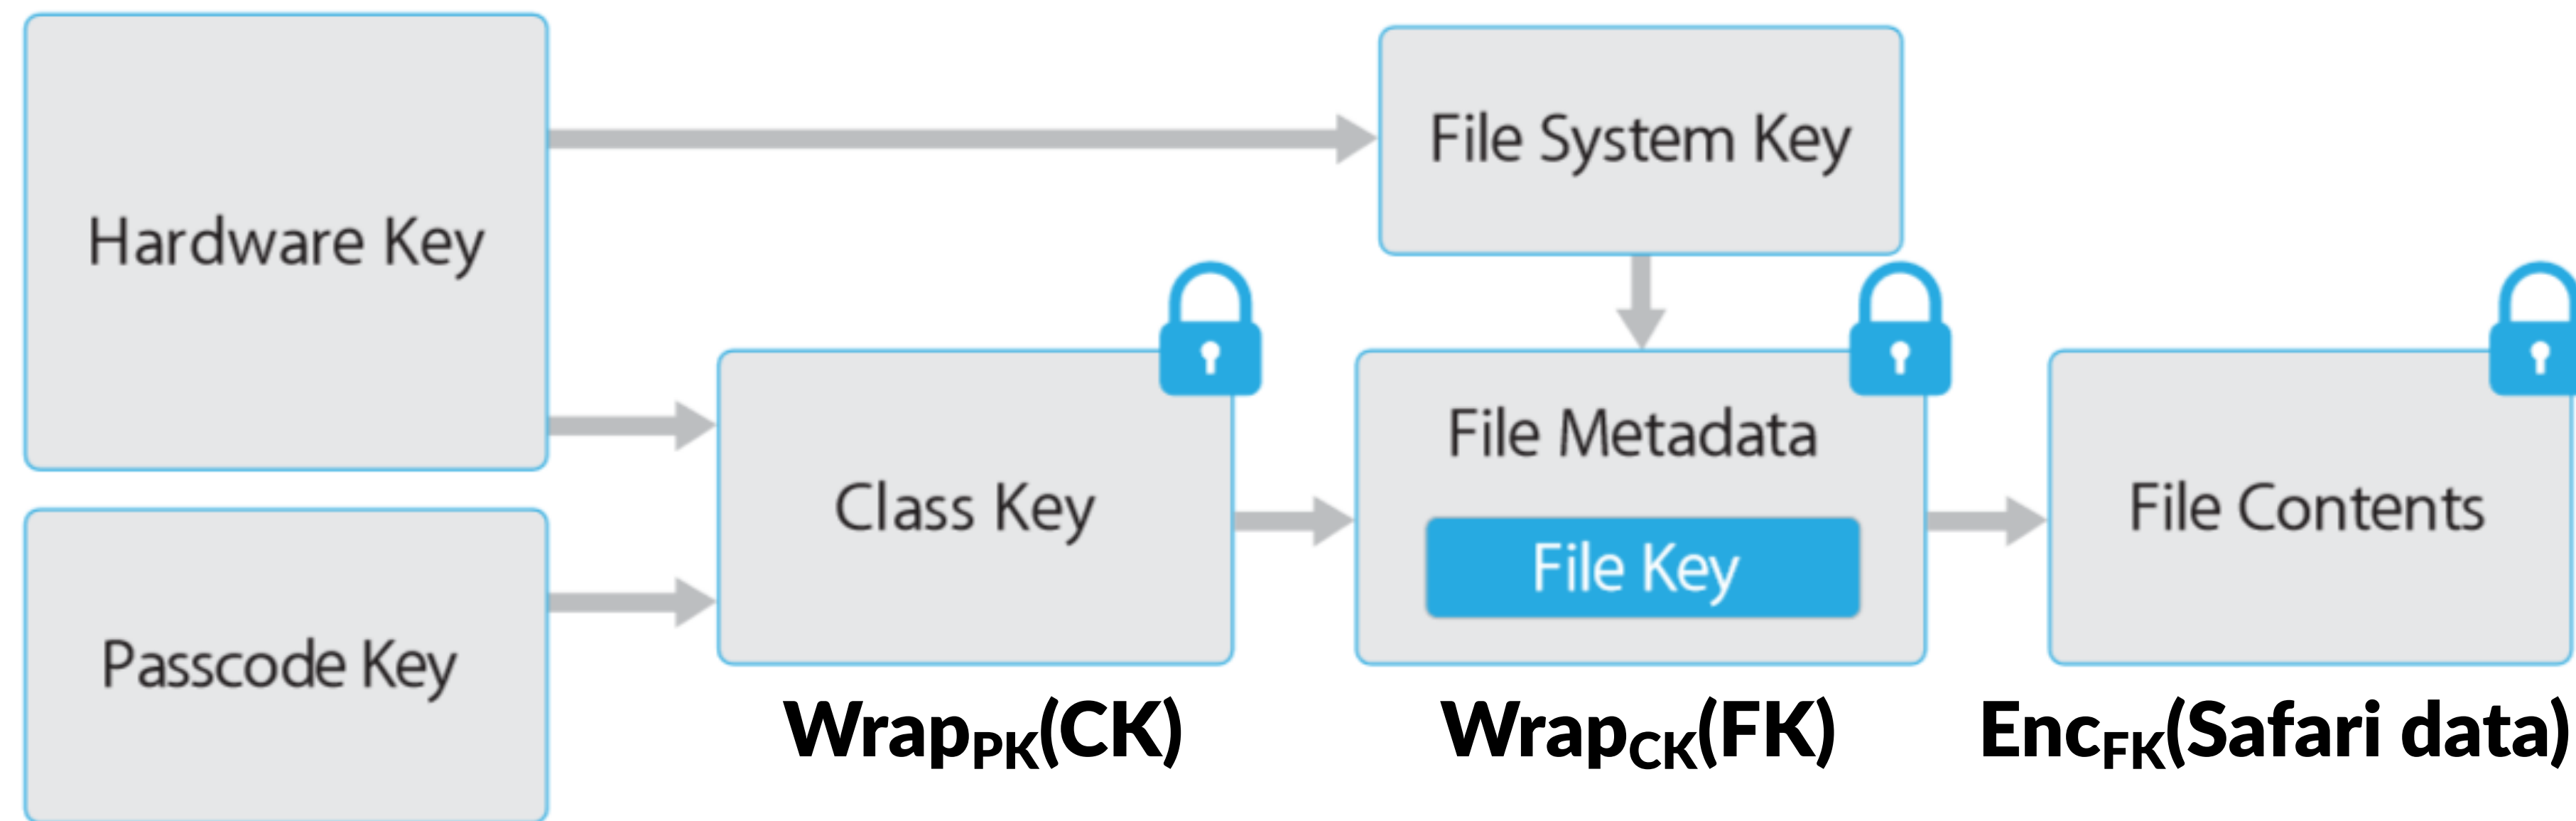 Hardware Key
File System Key
Class Key
File Metadata
File Key
File Contents
Passcode Key
WrapPK(CK)
WrapCK(FK)
EncFK(Safari data)